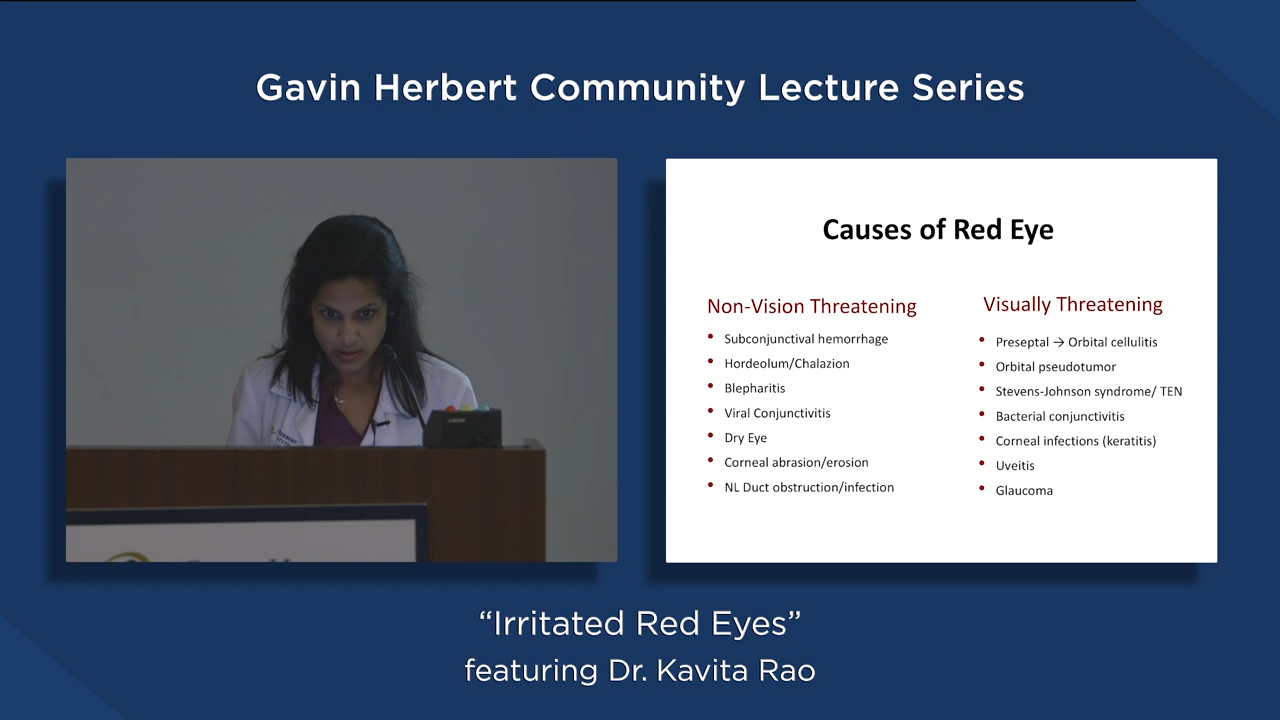 Gavin Herbert Community Lecture Series
Causes of Red Eye
Non-Vision Threatening
• Subconjunctival hemorrhage
• Hordeolum/Chalazion
• Blepharitis
• Viral Conjunctivitis
• Dry Eye
• Corneal abrasion/erosion
• NL Duct obstruction/infection
Visually Threatening
• Preseptal → Orbital cellulitis
• Orbital pseudotumor
• Stevens-Johnson syndrome/ TEN
• Bacterial conjunctivitis
• Corneal infections (keratitis)
• Uveitis
• Glaucoma
“Irritated Red Eyes”
featuring Dr. Kavita Rao